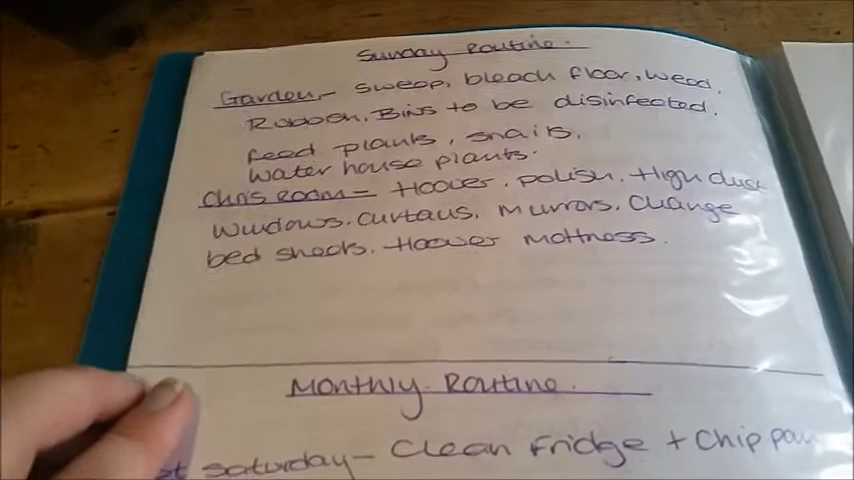 Sunday Routine.
Garden - sweep, bleach floor, weed.
Rubbish. Bins to be disinfected.
feed plants, snails.
water house plants.
Chris Room - Hoover. polish. High dust
windows. curtains. mirrors. change
bed sheets. Hoover mattress.
Monthly Routine.
st saturday - Clean fridge + chip pan